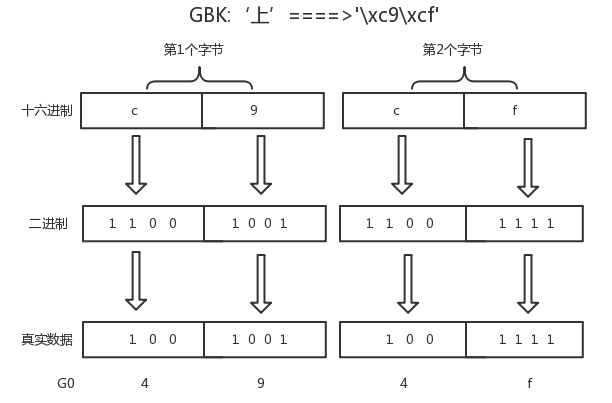 GBK:‘上’====>'\xc9\xcf'
第1个字节 第2个字节
十六进制 c 9 c f
二进制 1 1 0 0 1 0 0 1 1 1 0 0 1 1 1 1
真实数据 1 0 0 1 0 0 1 1 0 0 1 1 1 1
G0 4 9 4 f